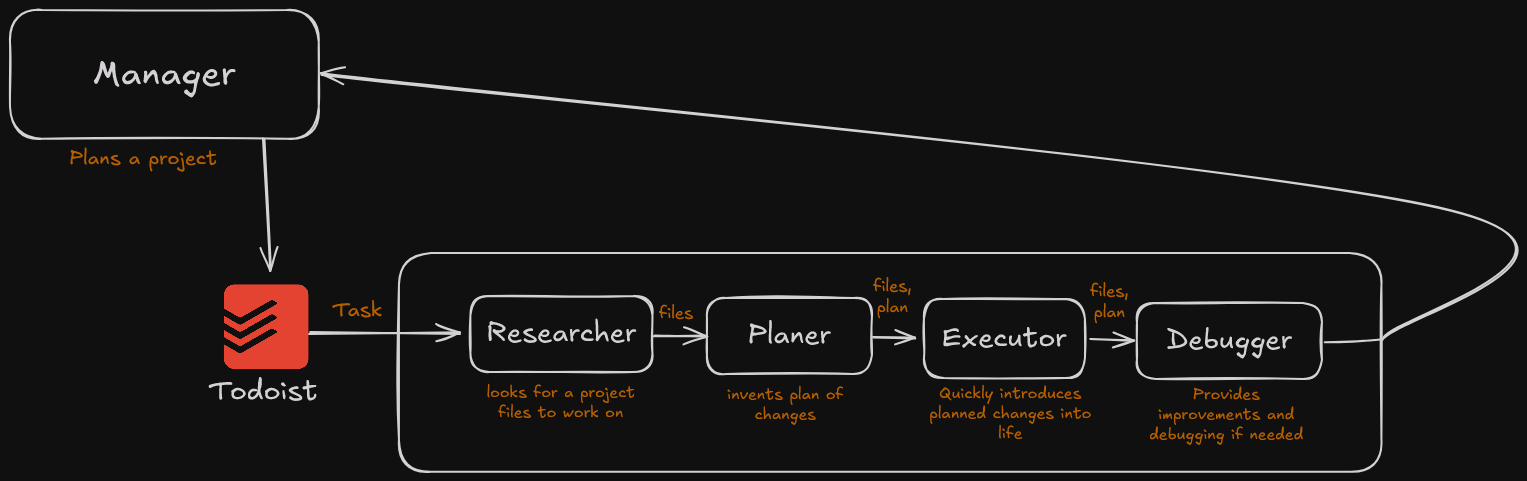 Manager
Plans a project
Task
Todoist
Researcher
looks for a project
files to work on
files
Planer
invents plan of
changes
files,
plan
Executor
Quickly introduces
planned changes into
life
files,
plan
Debugger
Provides
improvements and
debugging if needed